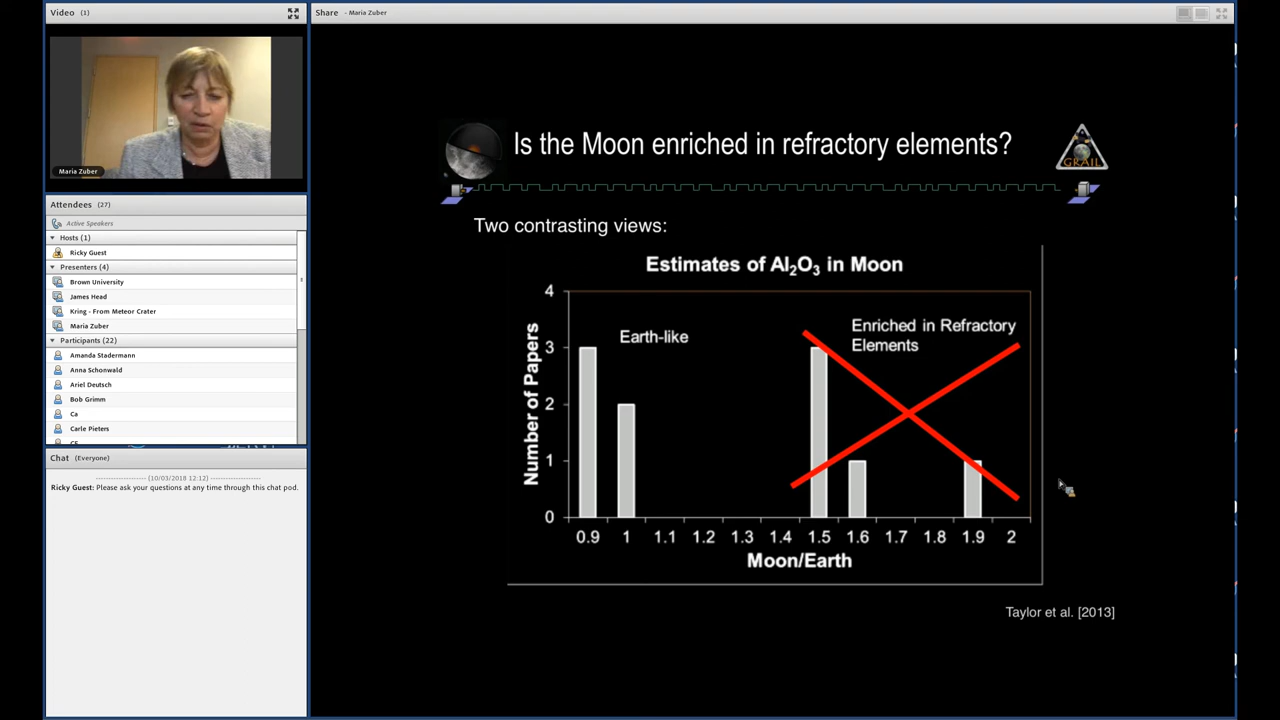 Video (1)
Maria Zuber
Attendees (27)
Active Speakers
Hosts (1)
Ricky Guest
Presenters (4)
Brown University
James Head
Kring - From Meteor Crater
Maria Zuber
Participants (22)
Amanda Stadermann
Anna Schonwald
Ariel Deutsch
Bob Grimm
Ca
Carle Pieters
Chat (Everyone)
(10/03/2018 12:12)
Ricky Guest: Please ask your questions at any time through this chat pod.
Share - Maria Zuber
Is the Moon enriched in refractory elements?
GRAIL
Two contrasting views:
Estimates of Al₂O₃ in Moon
Number of Papers
4
3
2
1
0
Earth-like
Enriched in Refractory
Elements
0.9 1 1.1 1.2 1.3 1.4 1.5 1.6 1.7 1.8 1.9 2
Moon/Earth
Taylor et al. [2013]